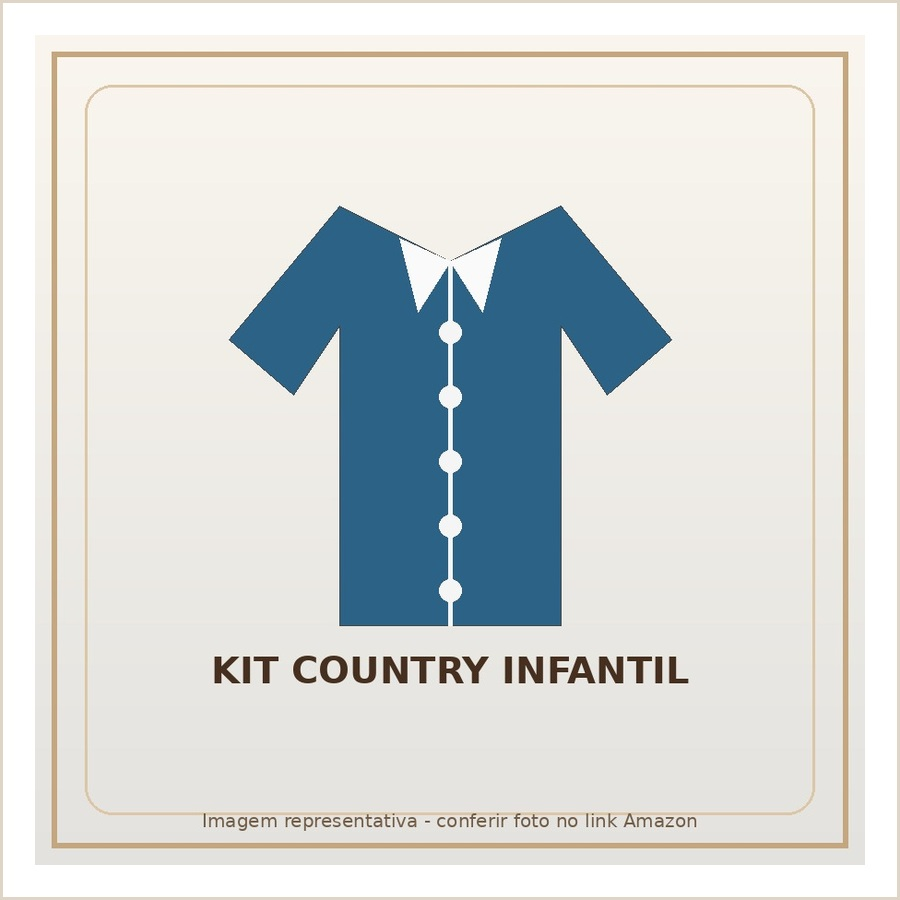 KIT COUNTRY INFANTIL
Imagem representativa - conferir foto no link Amazon